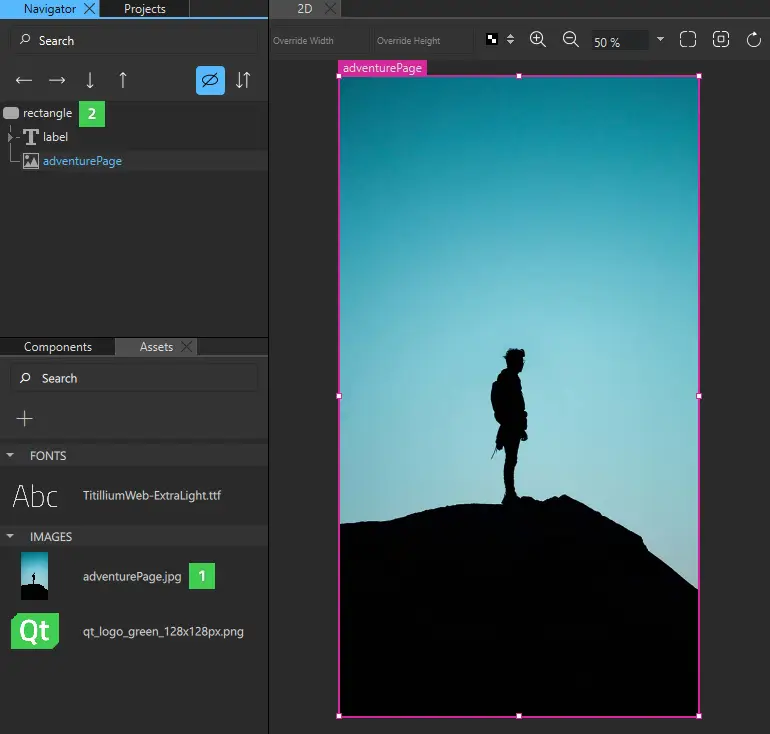 Navigator
Projects
2D
Search
Override Width
Override Height
50 %
adventurePage
rectangle
2
label
adventurePage
Components
Assets
Search
FONTS
Abc
TitilliumWeb-ExtraLight.ttf
IMAGES
adventurePage.jpg
1
Qt
qt_logo_green_128x128px.png